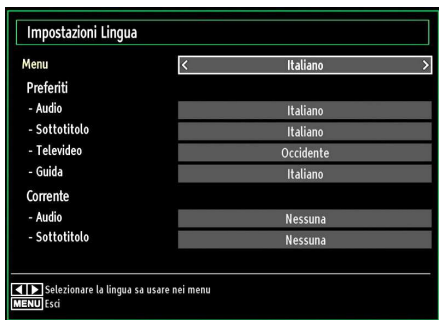 Impostazioni Lingua
Menu < Italiano >
Preferiti
- Audio Italiano
- Sottotitolo Italiano
- Televideo Occidente
- Guida Italiano
Corrente
- Audio Nessuna
- Sottotitolo Nessuna
Selezionare la lingua sa usare nei menu
MENU Esci